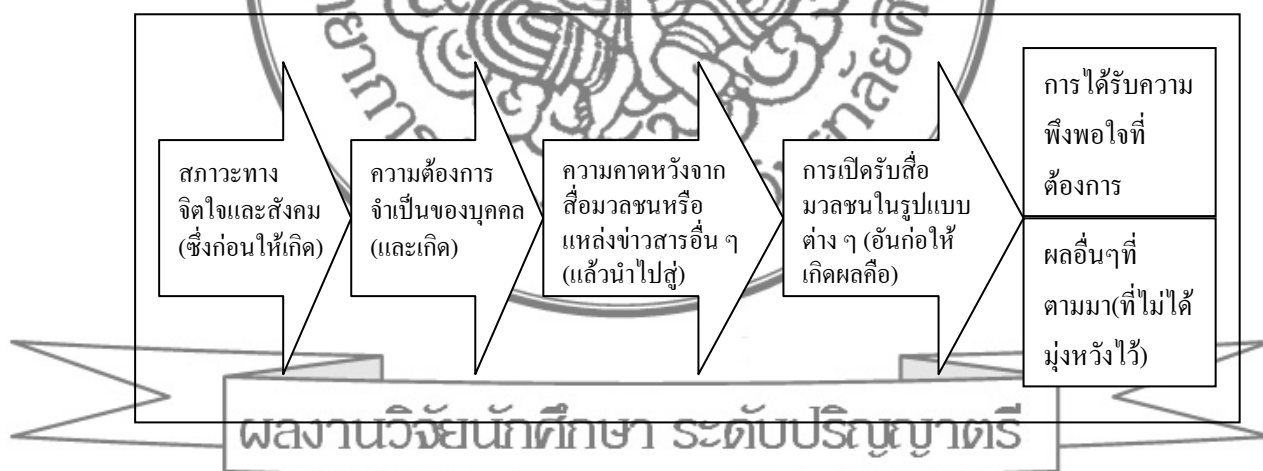 สภาวะทาง
จิตใจและสังคม
(ซึ่งก่อนให้เกิด)
ความต้องการ
จำเป็นของบุคคล
(และเกิด)
ความคาดหวังจาก
สื่อมวลชนหรือ
แหล่งข่าวสารอื่น ๆ
(แล้วนำไปสู่)
การเปิดรับสื่อ
มวลชนในรูปแบบ
ต่าง ๆ (อันก่อให้
เกิดผลคือ)
การได้รับความ
พึงพอใจที่
ต้องการ
ผลอื่นๆที่
ตามมา(ที่ไม่ได้
มุ่งหวังไว้)
ผลงานวิจัยนักศึกษา ระดับปริญญาตรี